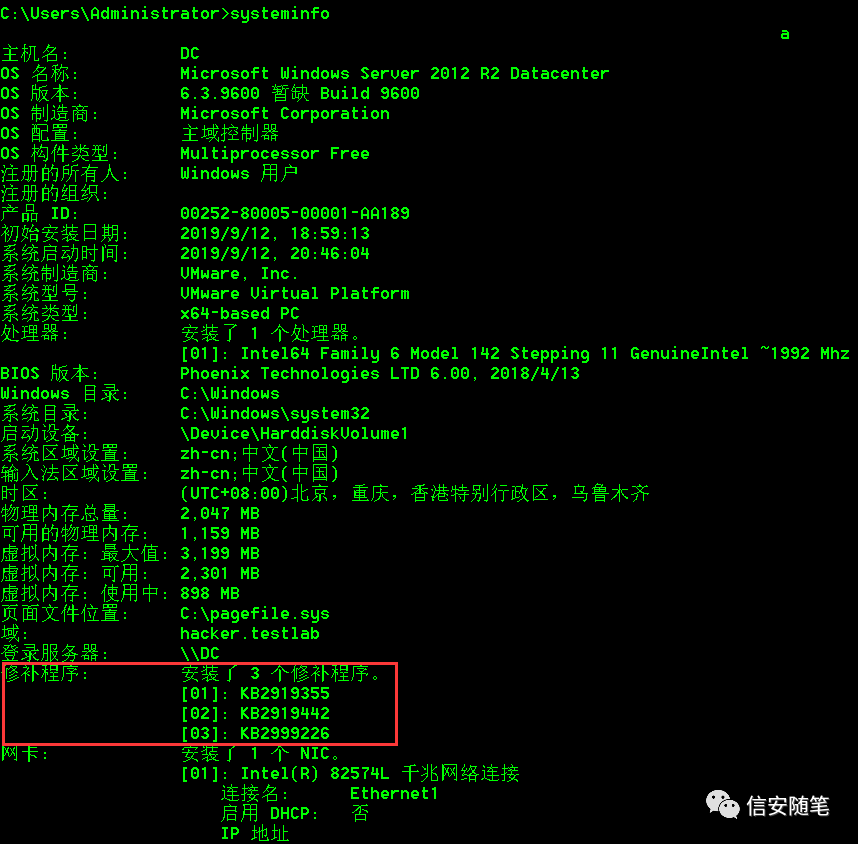 C:\Users\Administrator>systeminfo
a
主机名: DC
OS 名称: Microsoft Windows Server 2012 R2 Datacenter
OS 版本: 6.3.9600 暂缺 Build 9600
OS 制造商: Microsoft Corporation
OS 配置: 主域控制器
OS 构件类型: Multiprocessor Free
注册的所有人: Windows 用户
注册的组织:
产品 ID: 00252-80005-00001-AA189
初始安装日期: 2019/9/12, 18:59:13
系统启动时间: 2019/9/12, 20:46:04
系统制造商: VMware, Inc.
系统型号: VMware Virtual Platform
系统类型: x64-based PC
处理器: 安装了 1 个处理器。
[01]: Intel64 Family 6 Model 142 Stepping 11 GenuineIntel ~1992 Mhz
BIOS 版本: Phoenix Technologies LTD 6.00, 2018/4/13
Windows 目录: C:\Windows
系统目录: C:\Windows\system32
启动设备: \Device\HarddiskVolume1
系统区域设置: zh-cn;中文(中国)
输入法区域设置: zh-cn;中文(中国)
时区: (UTC+08:00)北京，重庆，香港特别行政区，乌鲁木齐
物理内存总量: 2,047 MB
可用的物理内存: 1,159 MB
虚拟内存: 最大值: 3,199 MB
虚拟内存: 可用: 2,301 MB
虚拟内存: 使用中: 898 MB
页面文件位置: C:\pagefile.sys
域: hacker.testlab
登录服务器: \\DC
修补程序: 安装了 3 个修补程序。
[01]: KB2919355
[02]: KB2919442
[03]: KB2999226
网卡: 安装了 1 个 NIC。
[01]: Intel(R) 82574L 千兆网络连接
连接名: Ethernet1
启用 DHCP: 否
IP 地址
信安随笔